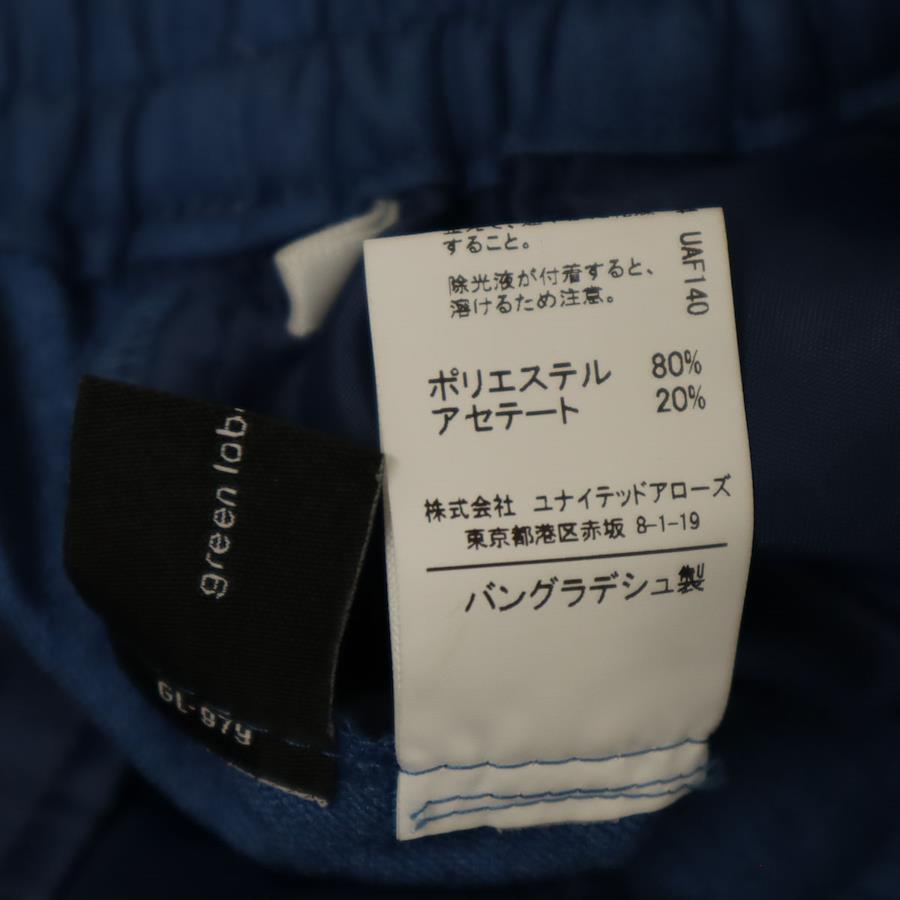 すること。
除光液が付着すると、
溶けるため注意。
UAF140
ポリエステル 80%
アセテート 20%
株式会社 ユナイテッドアローズ
東京都港区赤坂 8-1-19
バングラデシュ製U
green lob.